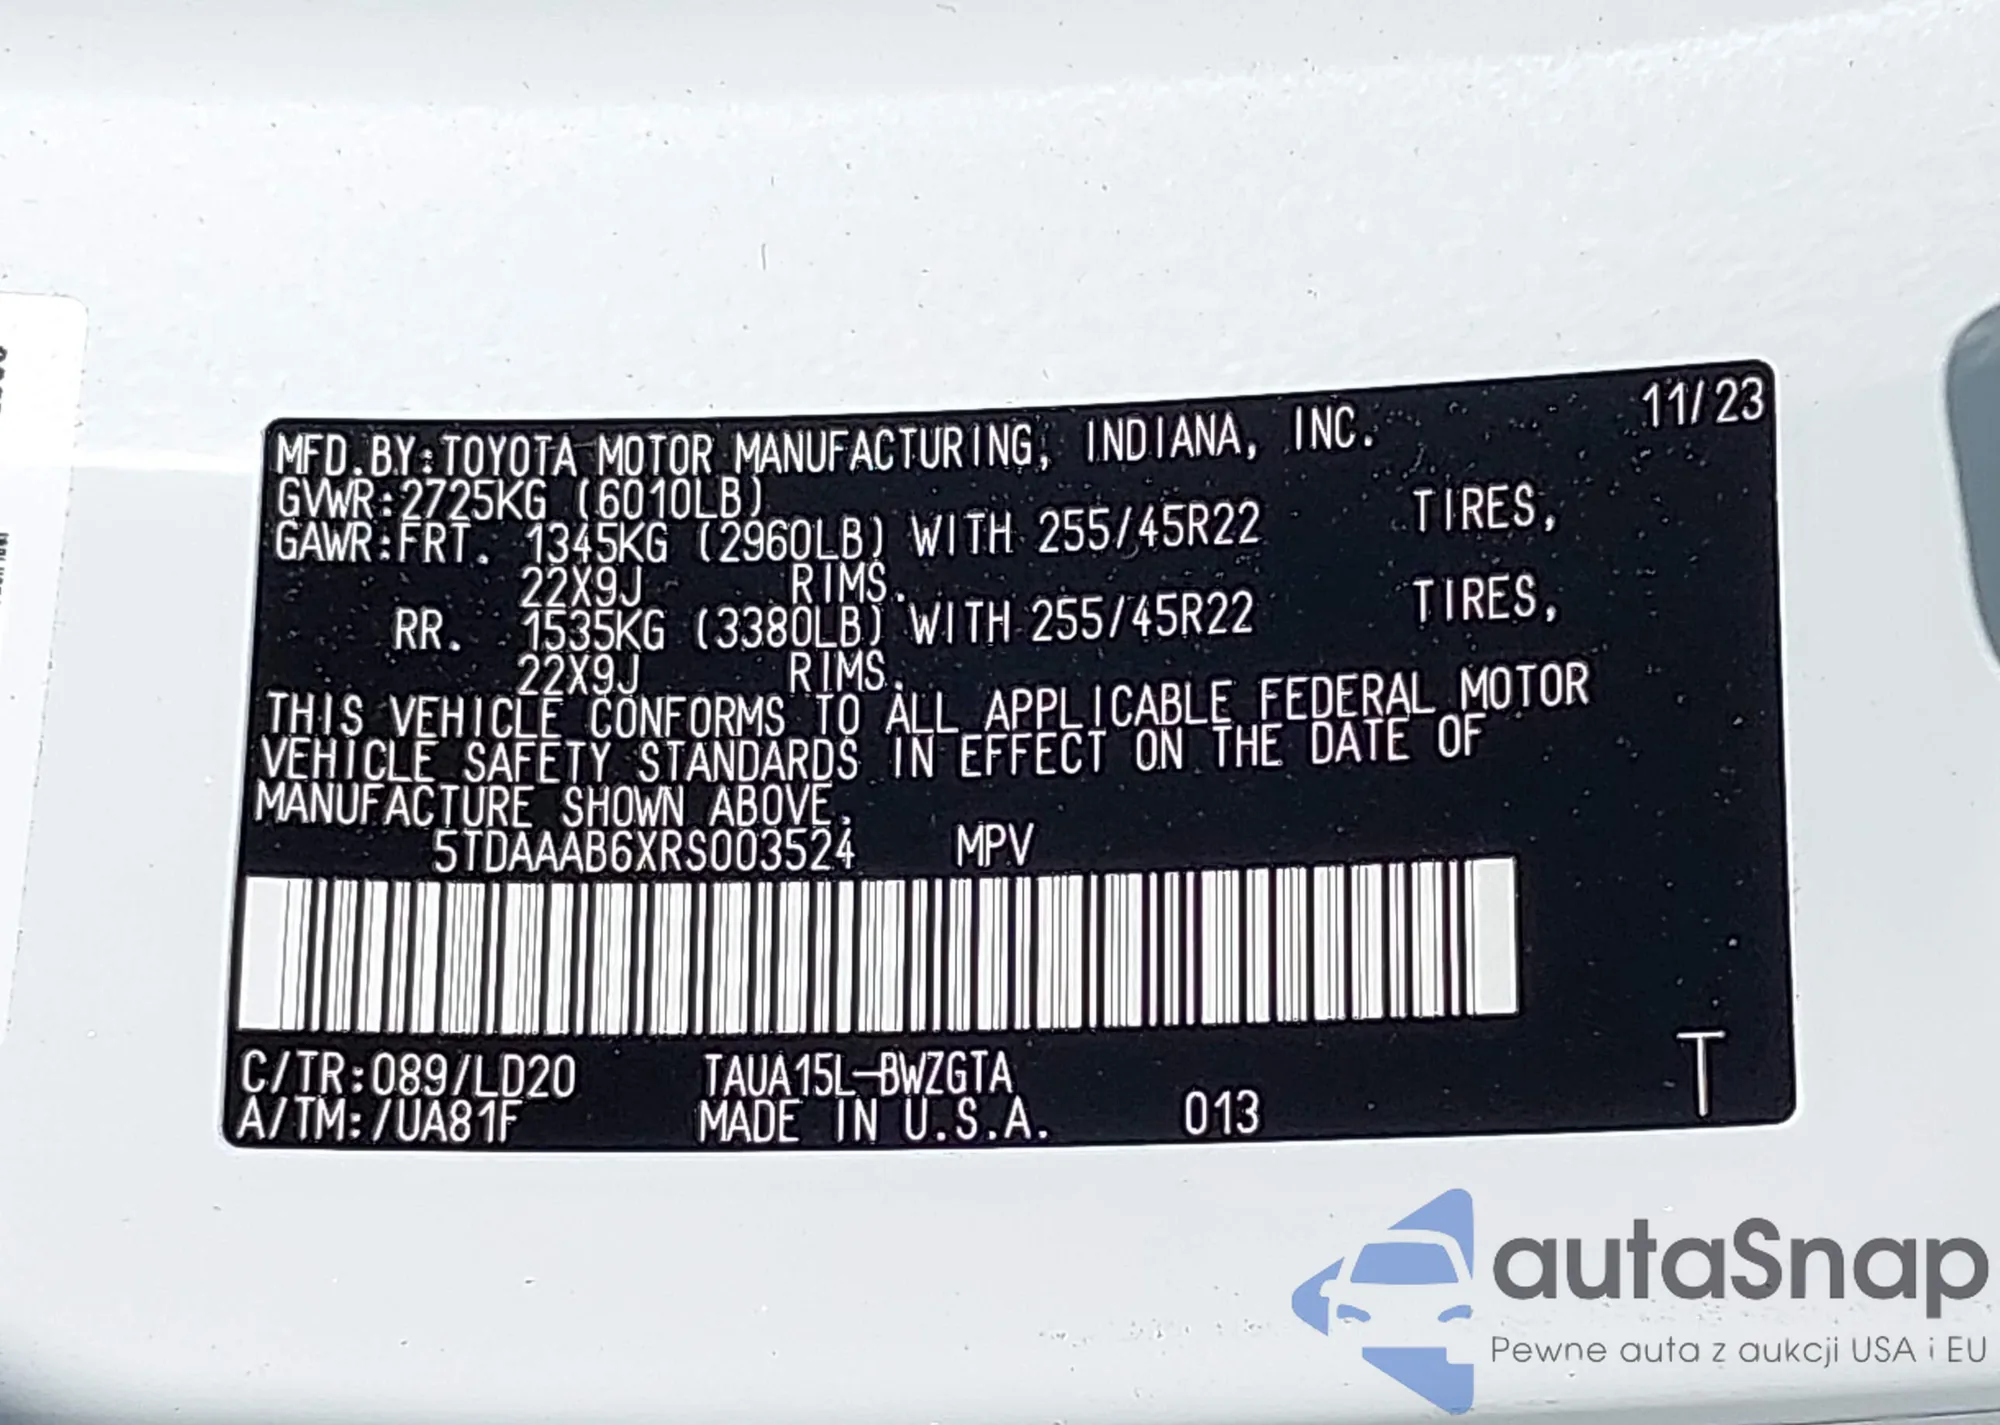 MFD.BY:TOYOTA MOTOR MANUFACTURING, INDIANA, INC. 11/23
GVWR:2725KG (6010LB)
GAWR:FRT. 1345KG (2960LB) WITH 255/45R22 TIRES,
22X9J RIMS.
RR. 1535KG (3380LB) WITH 255/45R22 TIRES,
22X9J RIMS.
THIS VEHICLE CONFORMS TO ALL APPLICABLE FEDERAL MOTOR
VEHICLE SAFETY STANDARDS IN EFFECT ON THE DATE OF
MANUFACTURE SHOWN ABOVE.
5TDAAAB6XRS003524 MPV
C/TR:089/LD20 TAUA15L-BWZGTA
A/TM:/UA81F MADE IN U.S.A. 013 T
autaSnap
Pewne auta z aukcji USA i EU